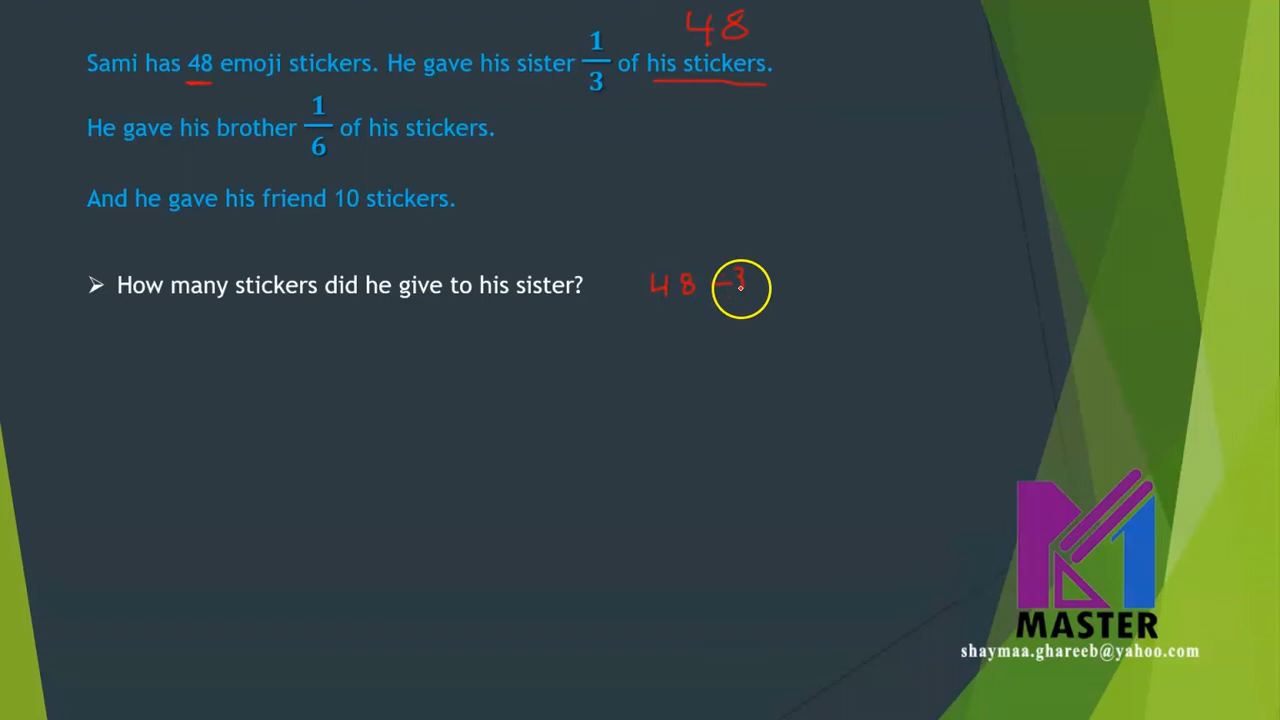 48
Sami has 48 emoji stickers. He gave his sister 1/3 of his stickers.
He gave his brother 1/6 of his stickers.
And he gave his friend 10 stickers.
➢ How many stickers did he give to his sister? 48 - 3
M1
MASTER
shaymaa.ghareeb@yahoo.com